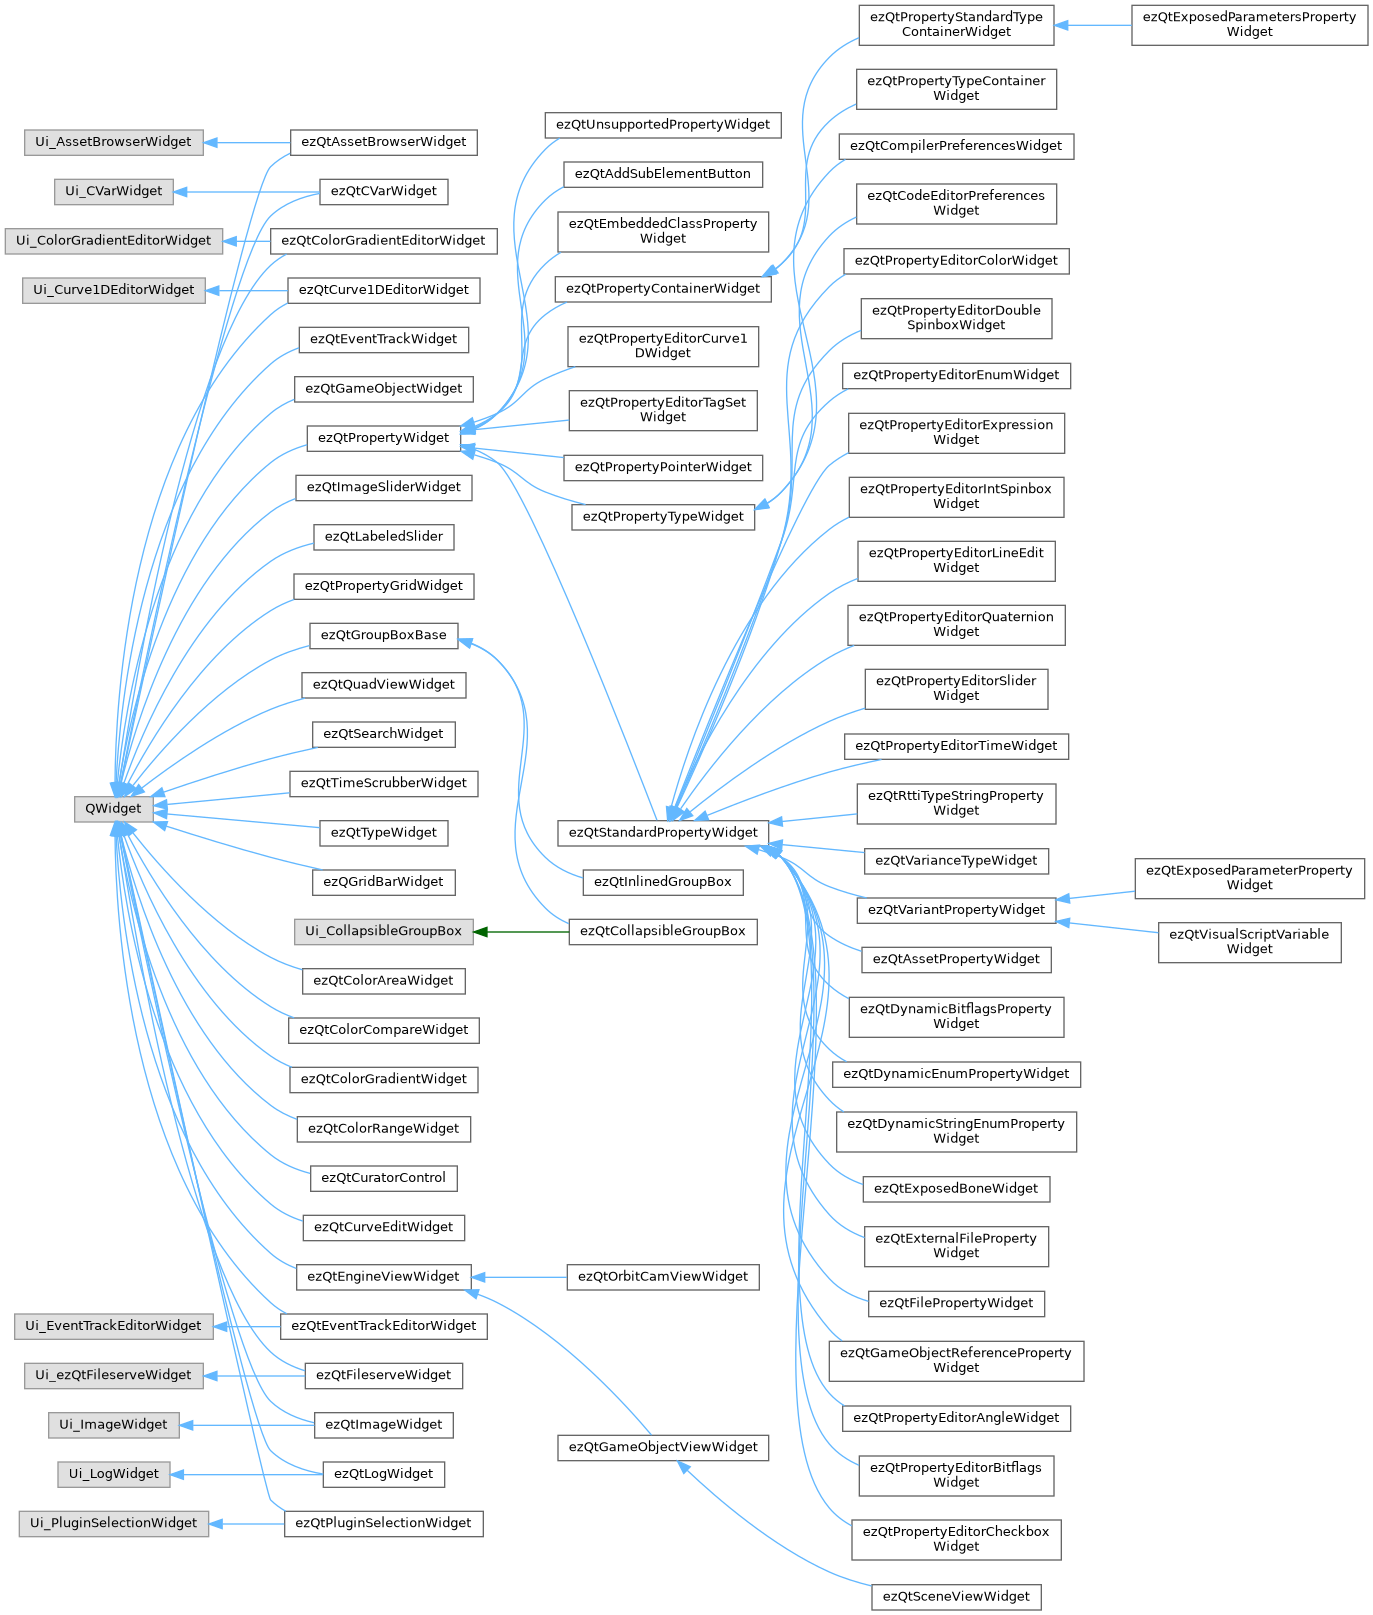 Ui_AssetBrowserWidget
Ui_CVarWidget
Ui_ColorGradientEditorWidget
Ui_Curve1DEditorWidget
QWidget
Ui_EventTrackEditorWidget
Ui_ezQtFileserveWidget
Ui_ImageWidget
Ui_LogWidget
Ui_PluginSelectionWidget
ezQtAssetBrowserWidget
ezQtCVarWidget
ezQtColorGradientEditorWidget
ezQtCurve1DEditorWidget
ezQtEventTrackWidget
ezQtGameObjectWidget
ezQtPropertyWidget
ezQtImageSliderWidget
ezQtLabeledSlider
ezQtPropertyGridWidget
ezQtGroupBoxBase
ezQtQuadViewWidget
ezQtSearchWidget
ezQtTimeScrubberWidget
ezQtTypeWidget
ezQGridBarWidget
Ui_CollapsibleGroupBox
ezQtColorAreaWidget
ezQtColorCompareWidget
ezQtColorGradientWidget
ezQtColorRangeWidget
ezQtCuratorControl
ezQtCurveEditWidget
ezQtEngineViewWidget
ezQtEventTrackEditorWidget
ezQtFileserveWidget
ezQtImageWidget
ezQtLogWidget
ezQtPluginSelectionWidget
ezQtUnsupportedPropertyWidget
ezQtAddSubElementButton
ezQtEmbeddedClassProperty
Widget
ezQtPropertyContainerWidget
ezQtPropertyEditorCurve1
DWidget
ezQtPropertyEditorTagSet
Widget
ezQtPropertyPointerWidget
ezQtPropertyTypeWidget
ezQtStandardPropertyWidget
ezQtInlinedGroupBox
ezQtCollapsibleGroupBox
ezQtOrbitCamViewWidget
ezQtGameObjectViewWidget
ezQtPropertyStandardType
ContainerWidget
ezQtPropertyTypeContainer
Widget
ezQtCompilerPreferencesWidget
ezQtCodeEditorPreferences
Widget
ezQtPropertyEditorColorWidget
ezQtPropertyEditorDouble
SpinboxWidget
ezQtPropertyEditorEnumWidget
ezQtPropertyEditorExpression
Widget
ezQtPropertyEditorIntSpinbox
Widget
ezQtPropertyEditorLineEdit
Widget
ezQtPropertyEditorQuaternion
Widget
ezQtPropertyEditorSlider
Widget
ezQtPropertyEditorTimeWidget
ezQtRttiTypeStringProperty
Widget
ezQtVarianceTypeWidget
ezQtVariantPropertyWidget
ezQtAssetPropertyWidget
ezQtDynamicBitflagsProperty
Widget
ezQtDynamicEnumPropertyWidget
ezQtDynamicStringEnumProperty
Widget
ezQtExposedBoneWidget
ezQtExternalFileProperty
Widget
ezQtFilePropertyWidget
ezQtGameObjectReferenceProperty
Widget
ezQtPropertyEditorAngleWidget
ezQtPropertyEditorBitflags
Widget
ezQtPropertyEditorCheckbox
Widget
ezQtSceneViewWidget
ezQtExposedParametersProperty
Widget
ezQtExposedParameterProperty
Widget
ezQtVisualScriptVariable
Widget